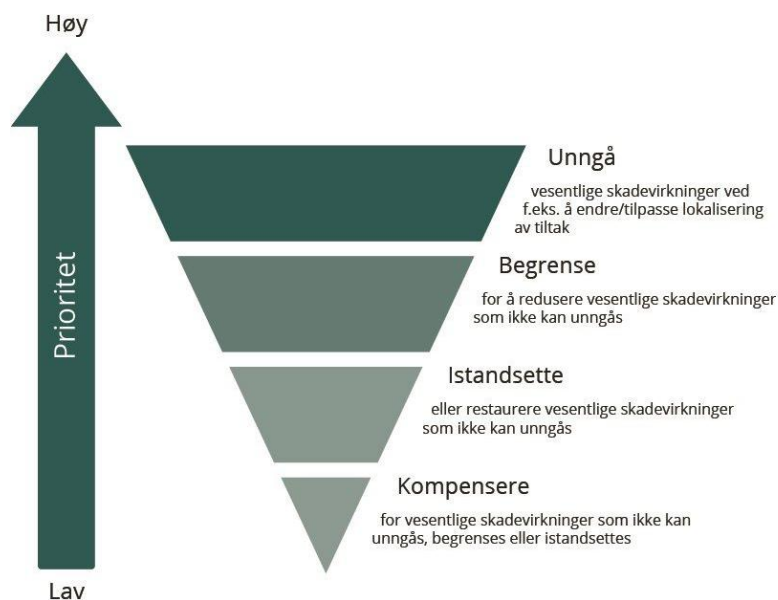 Høy
Prioritet
Unngå
vesentlige skadevirkninger ved
f.eks. å endre/tilpasse lokalisering
av tiltak
Begrense
for å redusere vesentlige skadevirkninger
som ikke kan unngås
Istandsette
eller restaurere vesentlige skadevirkninger
som ikke kan unngås
Kompensere
for vesentlige skadevirkninger som ikke kan
unngås, begrenses eller istandsettes
Lav